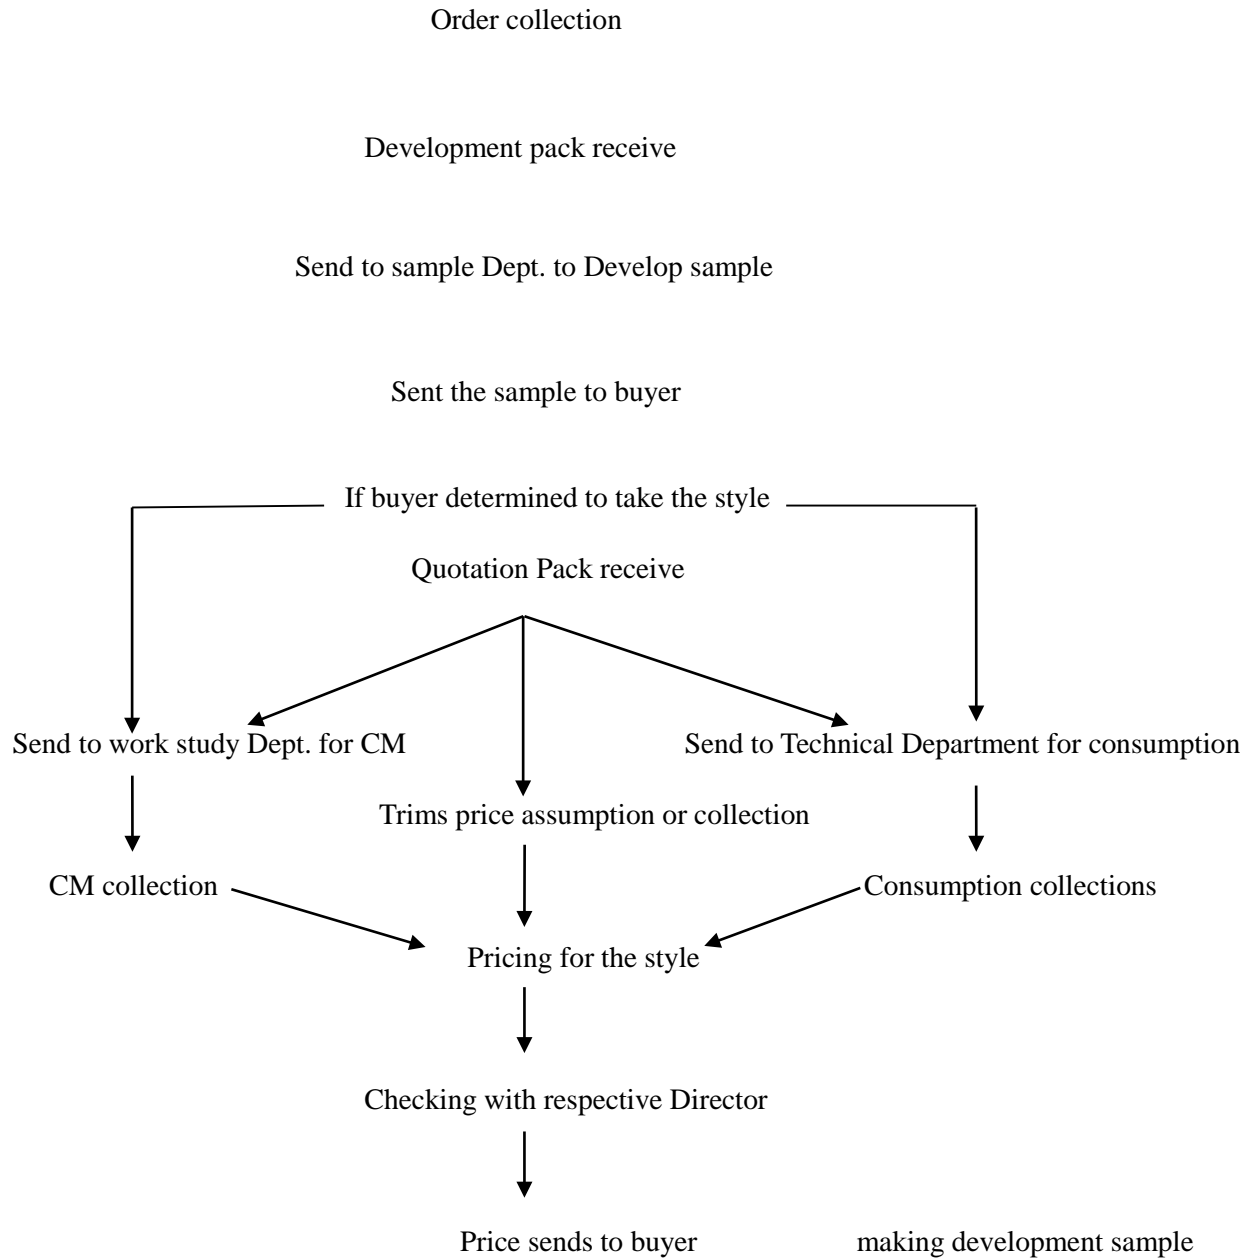 Order collection
Development pack receive
Send to sample Dept. to Develop sample
Sent the sample to buyer
If buyer determined to take the style
Quotation Pack receive
Send to work study Dept. for CM
Send to Technical Department for consumption
Trims price assumption or collection
CM collection
Consumption collections
Pricing for the style
Checking with respective Director
Price sends to buyer
making development sample